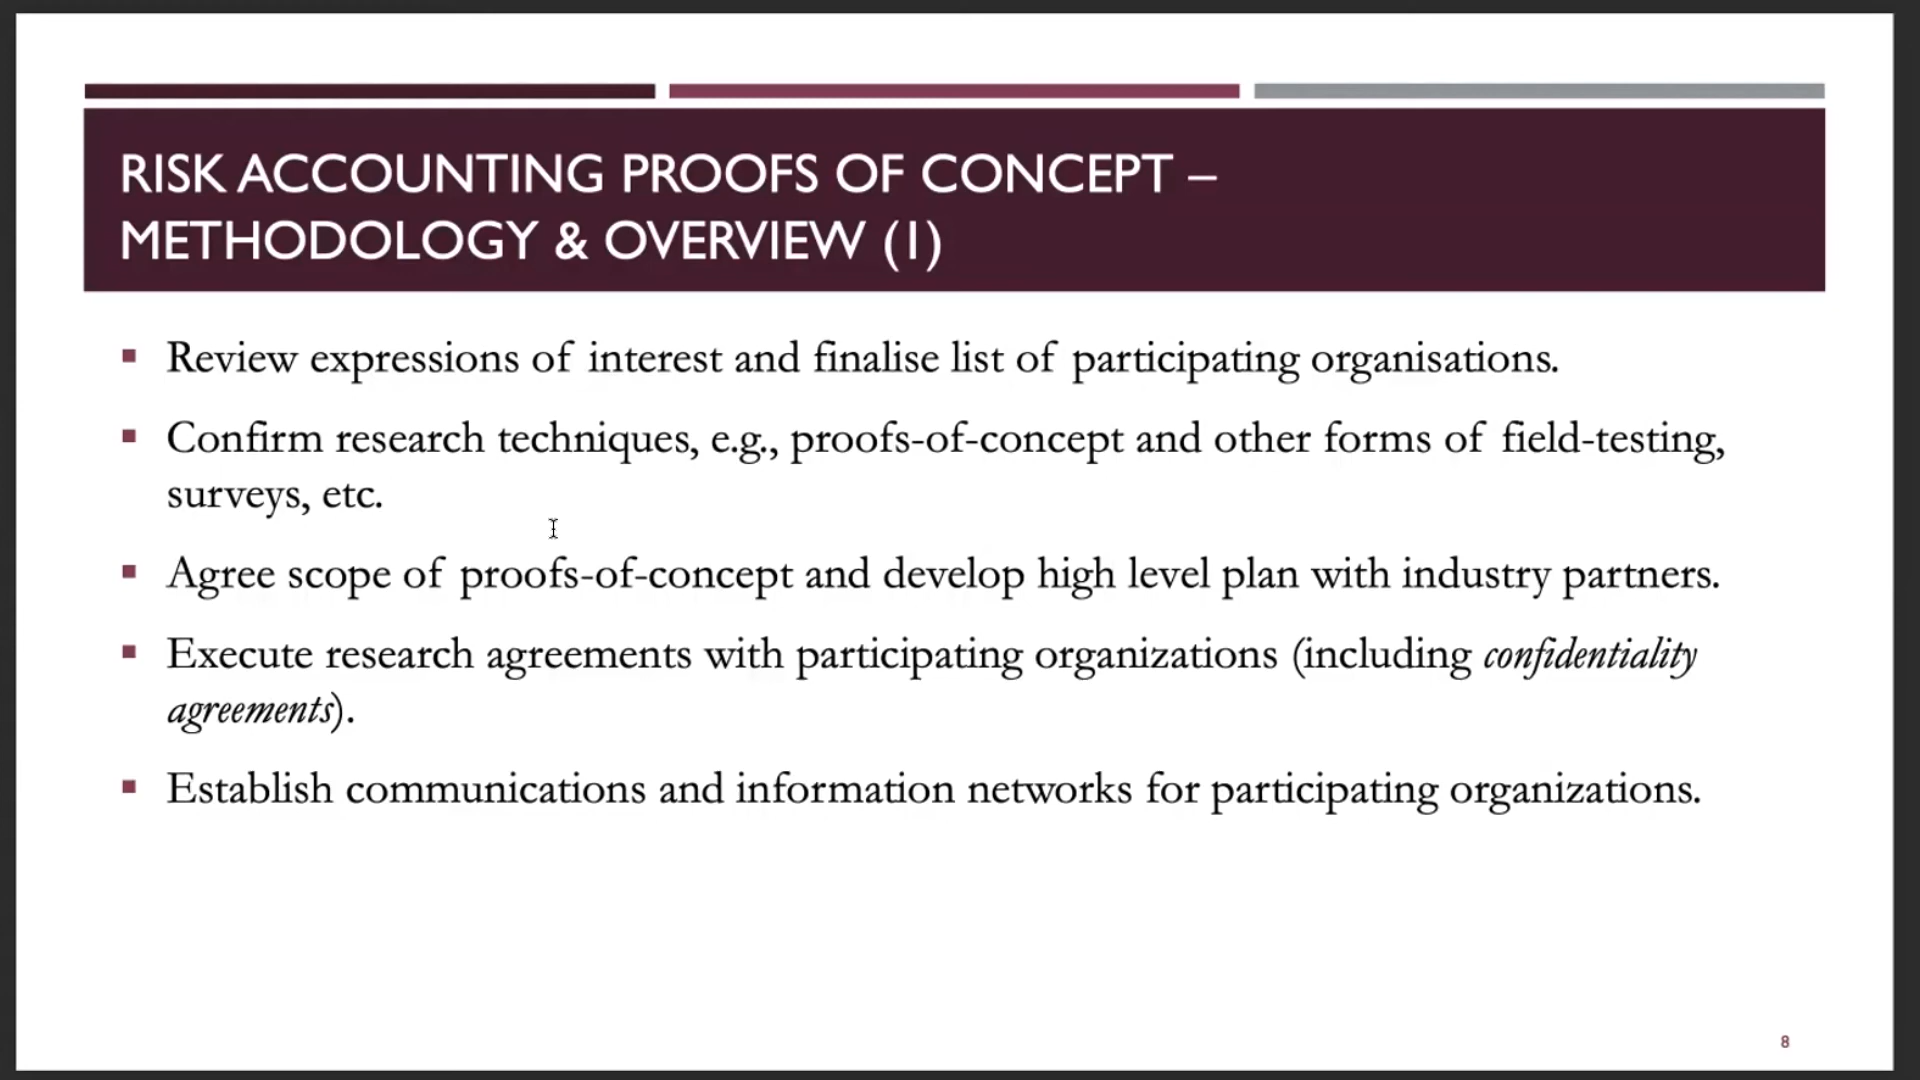 RISK ACCOUNTING PROOFS OF CONCEPT –
METHODOLOGY & OVERVIEW (1)
Review expressions of interest and finalise list of participating organisations.
Confirm research techniques, e.g., proofs-of-concept and other forms of field-testing,
surveys, etc.
Agree scope of proofs-of-concept and develop high level plan with industry partners.
Execute research agreements with participating organizations (including confidentiality
agreements).
Establish communications and information networks for participating organizations.
8